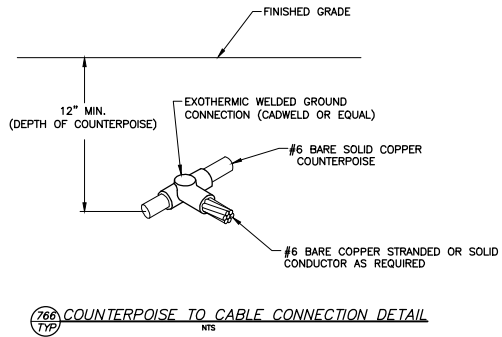 FINISHED GRADE
12" MIN.
(DEPTH OF COUNTERPOISE)
EXOTHERMIC WELDED GROUND
CONNECTION (CADWELD OR EQUAL)
#6 BARE SOLID COPPER
COUNTERPOISE
#6 BARE COPPER STRANDED OR SOLID
CONDUCTOR AS REQUIRED
766
TYP
COUNTERPOISE TO CABLE CONNECTION DETAIL
NTS